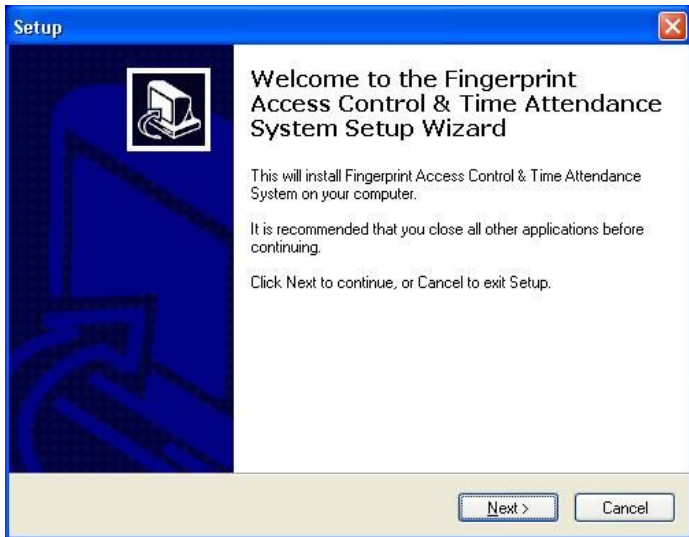 Setup
Welcome to the Fingerprint
Access Control & Time Attendance
System Setup Wizard
This will install Fingerprint Access Control & Time Attendance
System on your computer.
It is recommended that you close all other applications before
continuing.
Click Next to continue, or Cancel to exit Setup.
Next >
Cancel